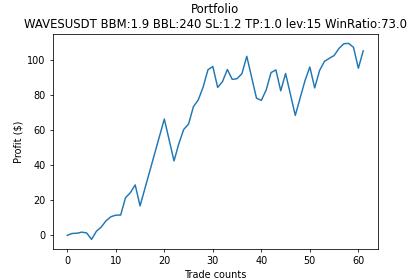 Portfolio
WAVESUSDT BBM:1.9 BBL:240 SL:1.2 TP:1.0 lev:15 WinRatio:73.0
100
80
60
40
20
0
Profit ($)
0 10 20 30 40 50 60
Trade counts